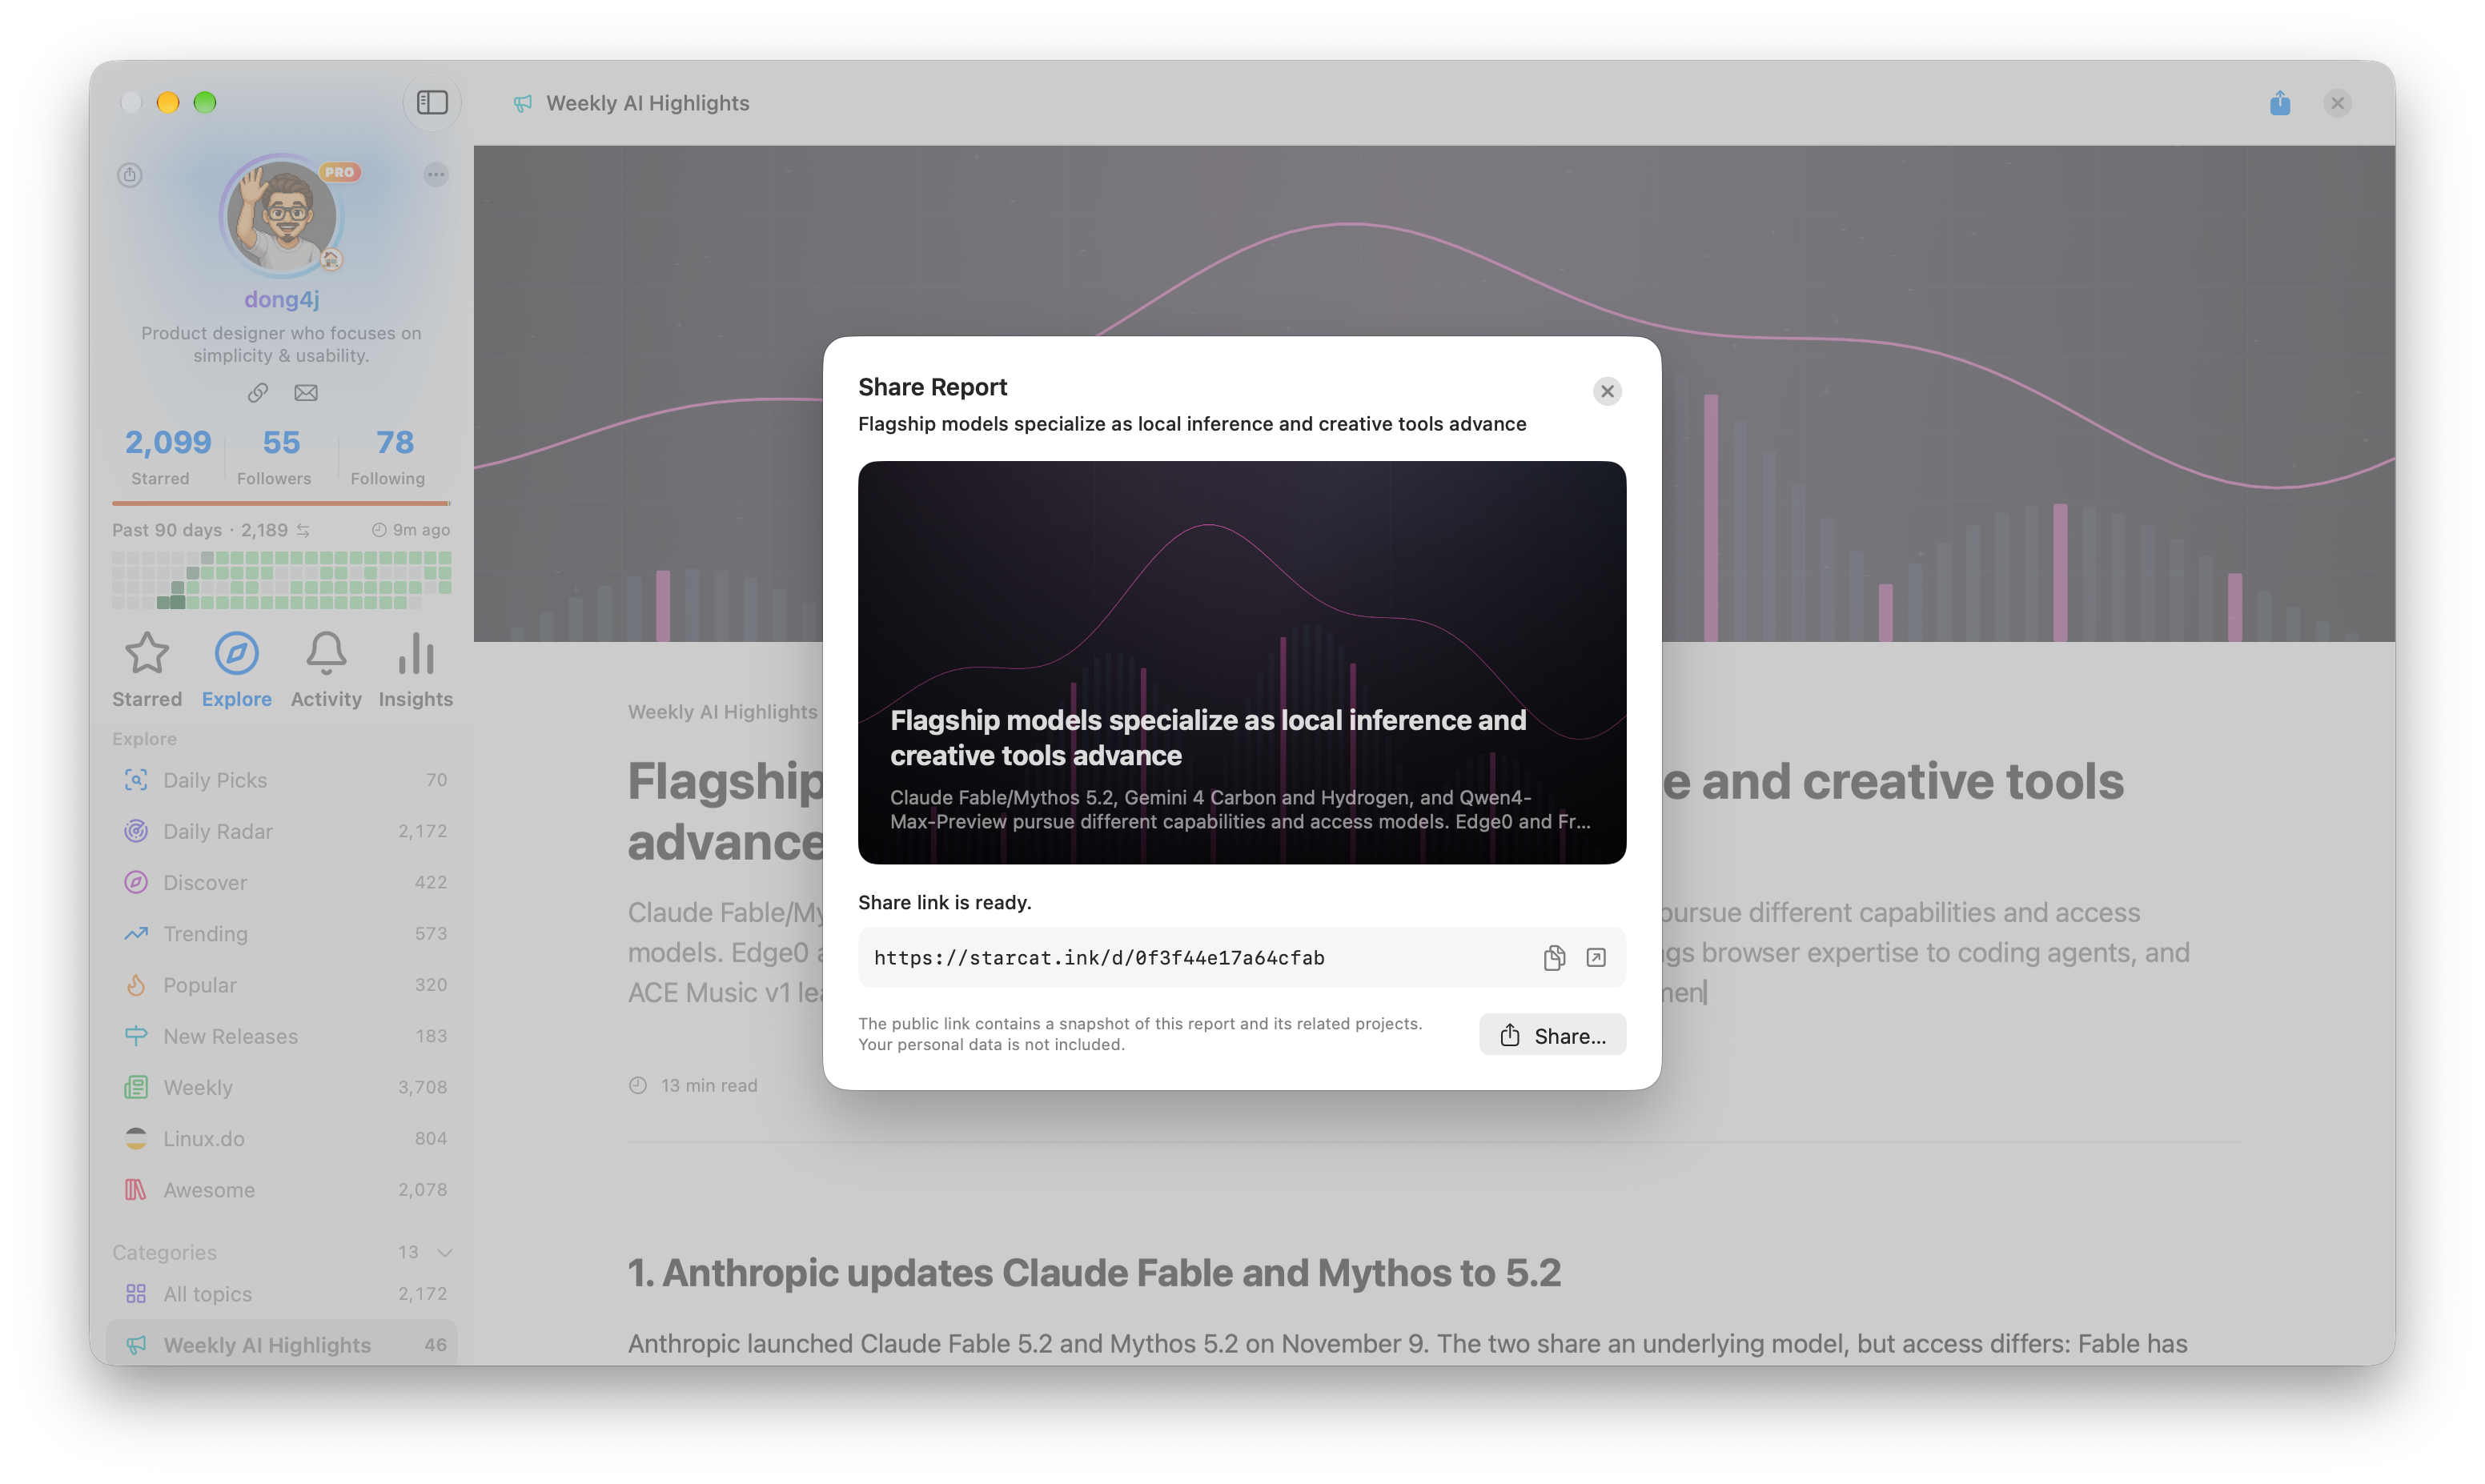 Weekly AI Highlights
PRO
dong4j
Product designer who focuses on
simplicity & usability.
2,099
55
78
Starred
Followers
Following
Past 90 days · 2,189
9m ago
Starred
Explore
Activity
Insights
Explore
Daily Picks
70
Daily Radar
2,172
Discover
422
Trending
573
Popular
320
New Releases
183
Weekly
3,708
Linux.do
804
Awesome
2,078
Categories
13
All topics
2,172
Weekly AI Highlights
46
Weekly AI Highlights
Flagship
e and creative tools
advance
Claude Fable/My
pursue different capabilities and access
models. Edge0 a
gs browser expertise to coding agents, and
ACE Music v1 lea
men
13 min read
1. Anthropic updates Claude Fable and Mythos to 5.2
Anthropic launched Claude Fable 5.2 and Mythos 5.2 on November 9. The two share an underlying model, but access differs: Fable has
Share Report
Flagship models specialize as local inference and creative tools advance
Flagship models specialize as local inference and
creative tools advance
Claude Fable/Mythos 5.2, Gemini 4 Carbon and Hydrogen, and Qwen4-
Max-Preview pursue different capabilities and access models. Edge0 and Fr...
Share link is ready.
https://starcat.ink/d/0f3f44e17a64cfab
The public link contains a snapshot of this report and its related projects.
Your personal data is not included.
Share...